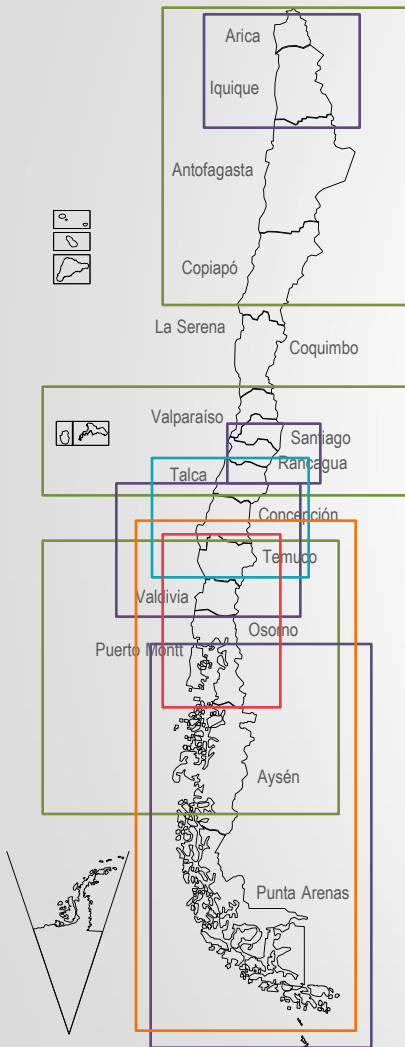 Arica
Iquique
Antofagasta
Copiapó
La Serena
Coquimbo
Valparaíso
Santiago
Rancagua
Talca
Concepción
Temuco
Valdivia
Osorno
Puerto Montt
Aysén
Punta Arenas